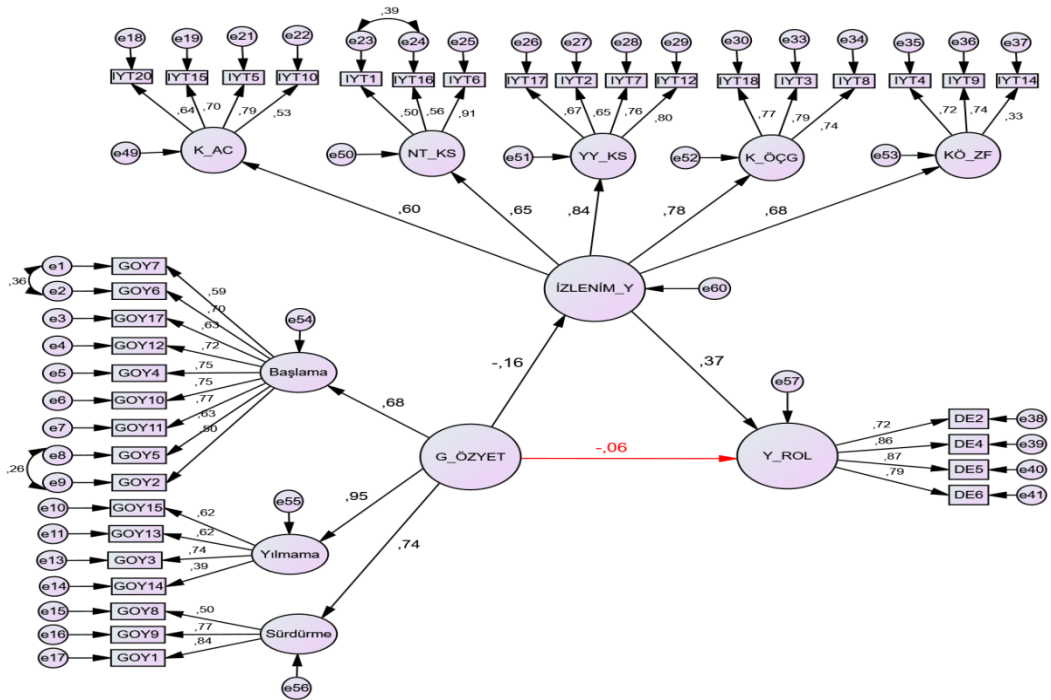 ,39
e18 e19 e21 e22 e23 e24 e25 e26 e27 e28 e29 e30 e33 e34 e35 e36 e37
IYT20 IYT15 IYT5 IYT10 IYT1 IYT16 IYT6 IYT17 IYT2 IYT7 IYT12 IYT18 IYT3 IYT8 IYT4 IYT9 IYT14
,64 ,70 ,79 ,53 ,50 ,56 ,91 ,67 ,65 ,76 ,80 ,77 ,79 ,74 ,72 ,74 ,33
e49 K_AC e50 NT_KS e51 YY_KS e52 K_ÖÇG e53 KÖ_ZF
,60 ,65 ,84 ,78 ,68
İZLENİM_Y e60
e1 GOY7
,36
e2 GOY6
e3 GOY17
e4 GOY12
e5 GOY4
e6 GOY10
e7 GOY11
e8 GOY5
,26
e9 GOY2
,59
,70
,63
,72
,75
,75
,77
,63
,50
e54
Başlama
,68
-,16
,37
G_ÖZYET
-,06
e57
Y_ROL
,72 DE2 e38
,86 DE4 e39
,87 DE5 e40
,79 DE6 e41
e10 GOY15 ,62
e11 GOY13 ,62
e13 GOY3 ,74
e14 GOY14 ,39
e55
Yılmama
,95
,74
e15 GOY8 ,50
e16 GOY9 ,77
e17 GOY1 ,84
Sürdürme
e56